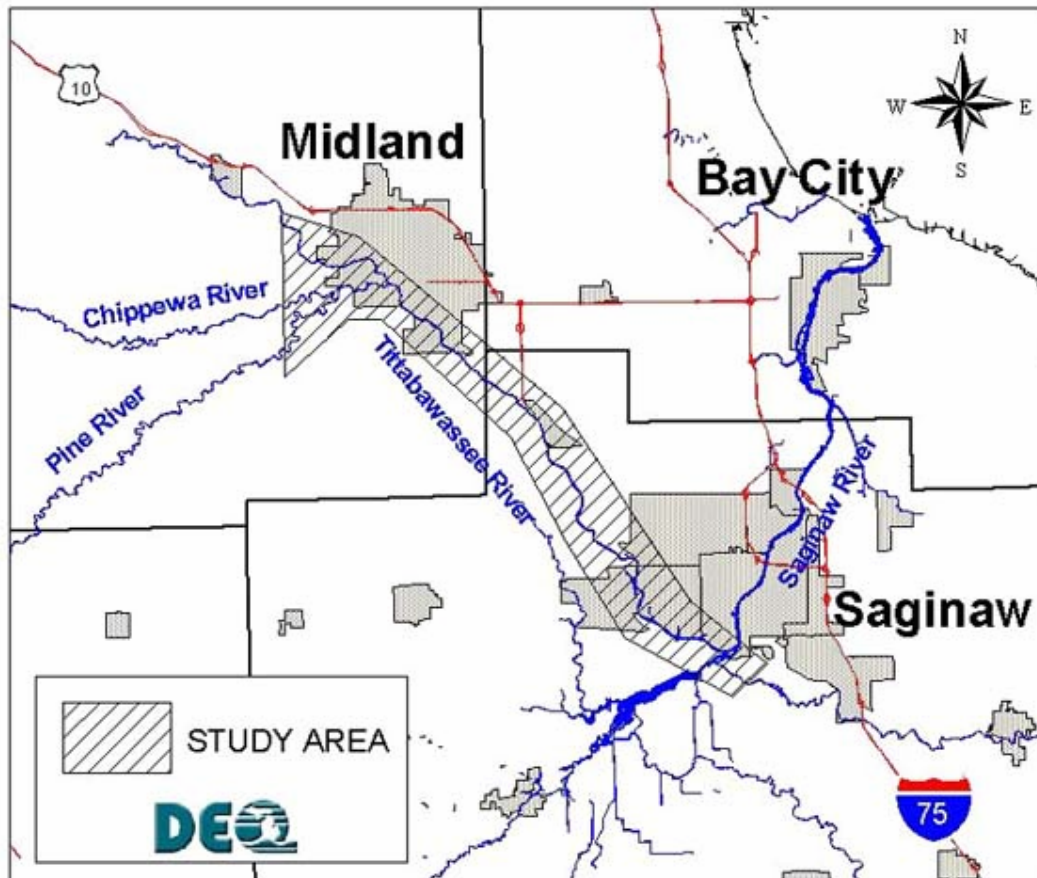 10
N
W E
S
Midland
Bay City
Chippewa River
Pine River
Tittabawassee River
Saginaw River
Saginaw
STUDY AREA
DEQ
75